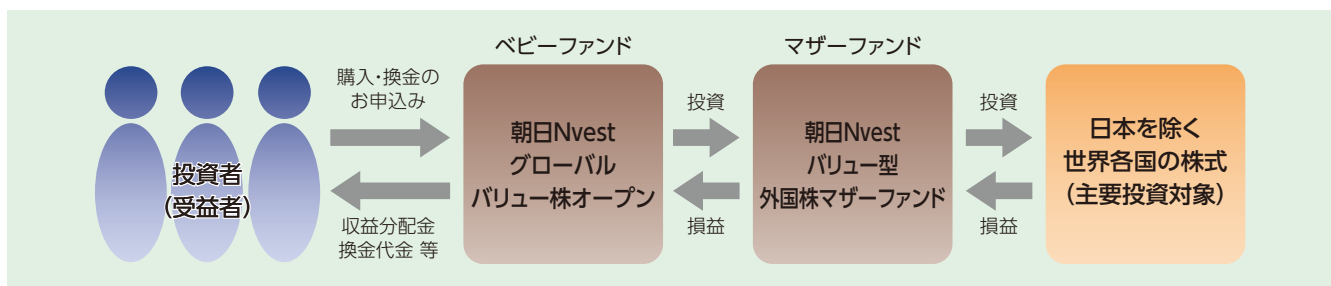 ベビーファンド
マザーファンド
購入・換金の
お申込み
投資者
(受益者)
収益分配金
換金代金 等
朝日Nvest
グローバル
バリュー株オープン
投資
損益
朝日Nvest
バリュー型
外国株マザーファンド
投資
損益
日本を除く
世界各国の株式
(主要投資対象)